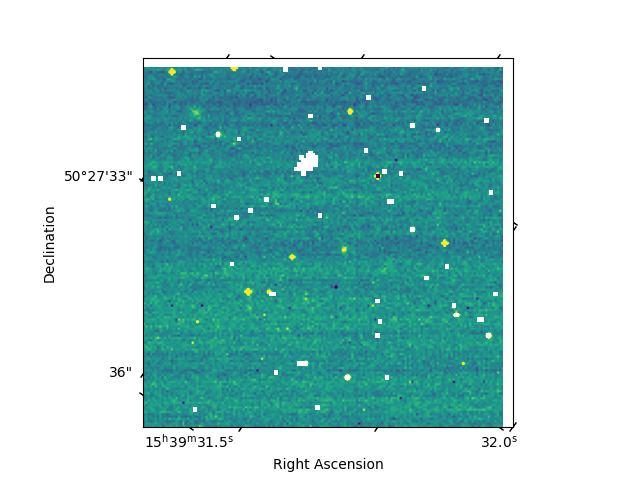 50°27'33"
Declination
36"
15ʰ39ᵐ31.5ˢ
32.0ˢ
Right Ascension